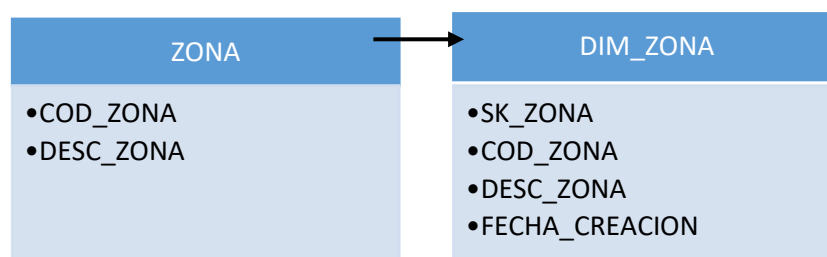 ZONA
•COD_ZONA
•DESC_ZONA
DIM_ZONA
•SK_ZONA
•COD_ZONA
•DESC_ZONA
•FECHA_CREACION